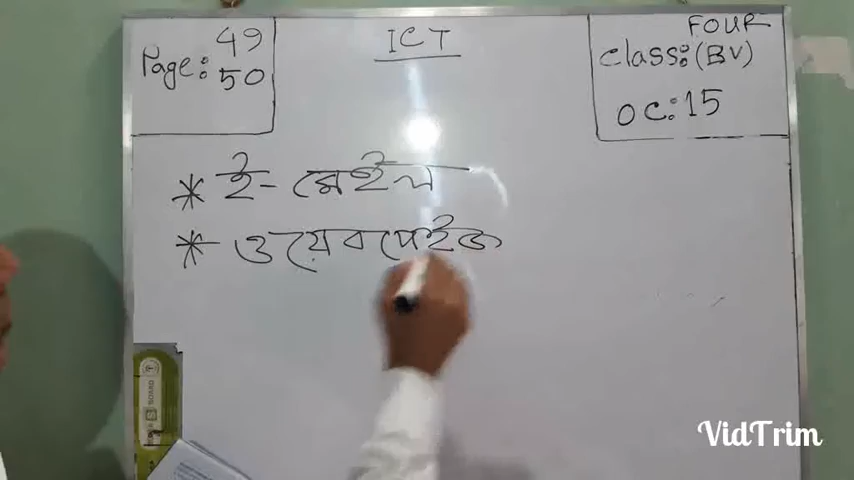 Page: 49
50
ICT
FOUR
Class: (BV)
OC: 15
* ই- মেইল
* ওয়েবপেইজ
VidTrim